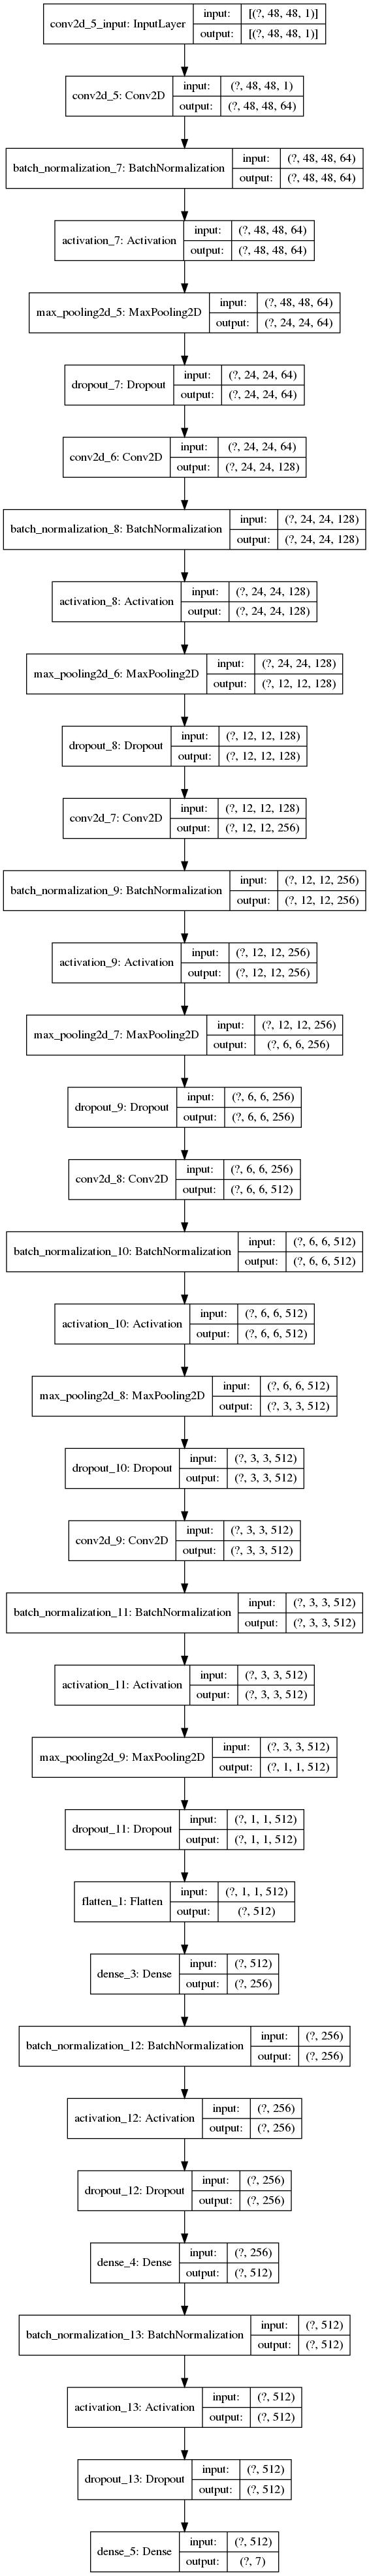 conv2d_5_input: InputLayer
input: [(?, 48, 48, 1)]
output: [(?, 48, 48, 1)]
conv2d_5: Conv2D
input: (?, 48, 48, 1)
output: (?, 48, 48, 64)
batch_normalization_7: BatchNormalization
input: (?, 48, 48, 64)
output: (?, 48, 48, 64)
activation_7: Activation
input: (?, 48, 48, 64)
output: (?, 48, 48, 64)
max_pooling2d_5: MaxPooling2D
input: (?, 48, 48, 64)
output: (?, 24, 24, 64)
dropout_7: Dropout
input: (?, 24, 24, 64)
output: (?, 24, 24, 64)
conv2d_6: Conv2D
input: (?, 24, 24, 64)
output: (?, 24, 24, 128)
batch_normalization_8: BatchNormalization
input: (?, 24, 24, 128)
output: (?, 24, 24, 128)
activation_8: Activation
input: (?, 24, 24, 128)
output: (?, 24, 24, 128)
max_pooling2d_6: MaxPooling2D
input: (?, 24, 24, 128)
output: (?, 12, 12, 128)
dropout_8: Dropout
input: (?, 12, 12, 128)
output: (?, 12, 12, 128)
conv2d_7: Conv2D
input: (?, 12, 12, 128)
output: (?, 12, 12, 256)
batch_normalization_9: BatchNormalization
input: (?, 12, 12, 256)
output: (?, 12, 12, 256)
activation_9: Activation
input: (?, 12, 12, 256)
output: (?, 12, 12, 256)
max_pooling2d_7: MaxPooling2D
input: (?, 12, 12, 256)
output: (?, 6, 6, 256)
dropout_9: Dropout
input: (?, 6, 6, 256)
output: (?, 6, 6, 256)
conv2d_8: Conv2D
input: (?, 6, 6, 256)
output: (?, 6, 6, 512)
batch_normalization_10: BatchNormalization
input: (?, 6, 6, 512)
output: (?, 6, 6, 512)
activation_10: Activation
input: (?, 6, 6, 512)
output: (?, 6, 6, 512)
max_pooling2d_8: MaxPooling2D
input: (?, 6, 6, 512)
output: (?, 3, 3, 512)
dropout_10: Dropout
input: (?, 3, 3, 512)
output: (?, 3, 3, 512)
conv2d_9: Conv2D
input: (?, 3, 3, 512)
output: (?, 3, 3, 512)
batch_normalization_11: BatchNormalization
input: (?, 3, 3, 512)
output: (?, 3, 3, 512)
activation_11: Activation
input: (?, 3, 3, 512)
output: (?, 3, 3, 512)
max_pooling2d_9: MaxPooling2D
input: (?, 3, 3, 512)
output: (?, 1, 1, 512)
dropout_11: Dropout
input: (?, 1, 1, 512)
output: (?, 1, 1, 512)
flatten_1: Flatten
input: (?, 1, 1, 512)
output: (?, 512)
dense_3: Dense
input: (?, 512)
output: (?, 256)
batch_normalization_12: BatchNormalization
input: (?, 256)
output: (?, 256)
activation_12: Activation
input: (?, 256)
output: (?, 256)
dropout_12: Dropout
input: (?, 256)
output: (?, 256)
dense_4: Dense
input: (?, 256)
output: (?, 512)
batch_normalization_13: BatchNormalization
input: (?, 512)
output: (?, 512)
activation_13: Activation
input: (?, 512)
output: (?, 512)
dropout_13: Dropout
input: (?, 512)
output: (?, 512)
dense_5: Dense
input: (?, 512)
output: (?, 7)